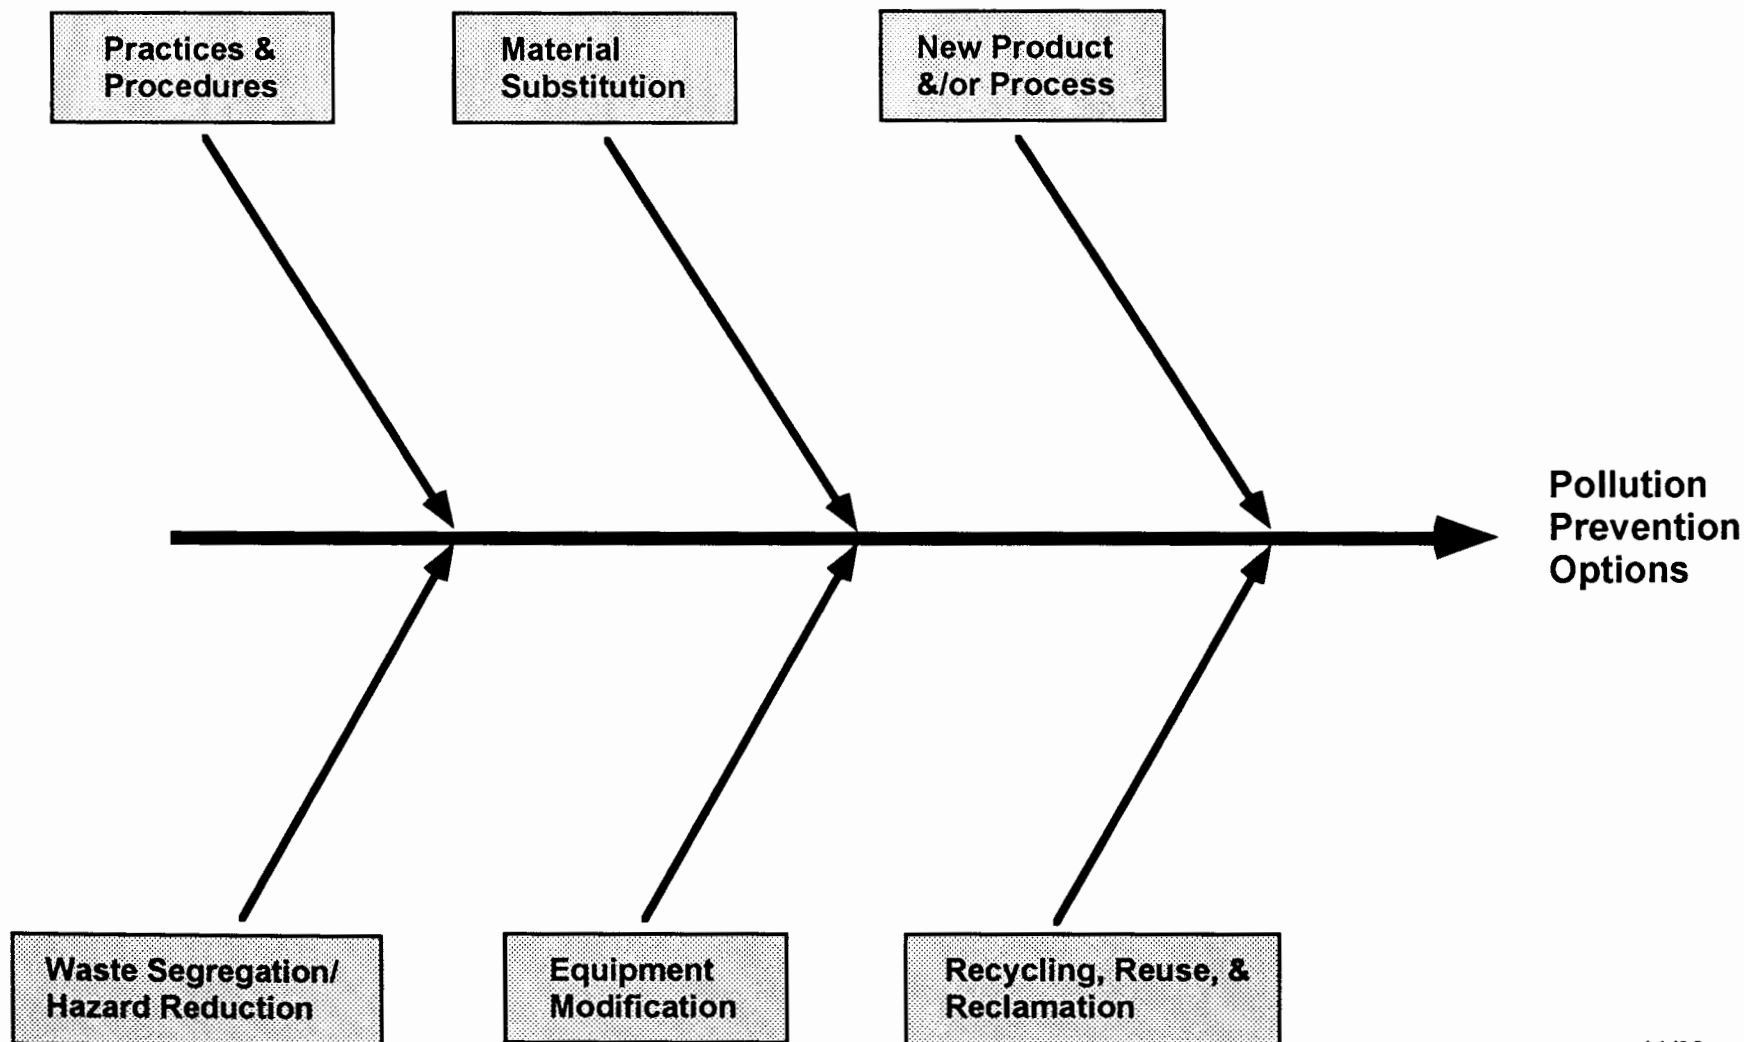 Practices &
Procedures
Material
Substitution
New Product
&/or Process
Pollution
Prevention
Options
Waste Segregation/
Hazard Reduction
Equipment
Modification
Recycling, Reuse, &
Reclamation